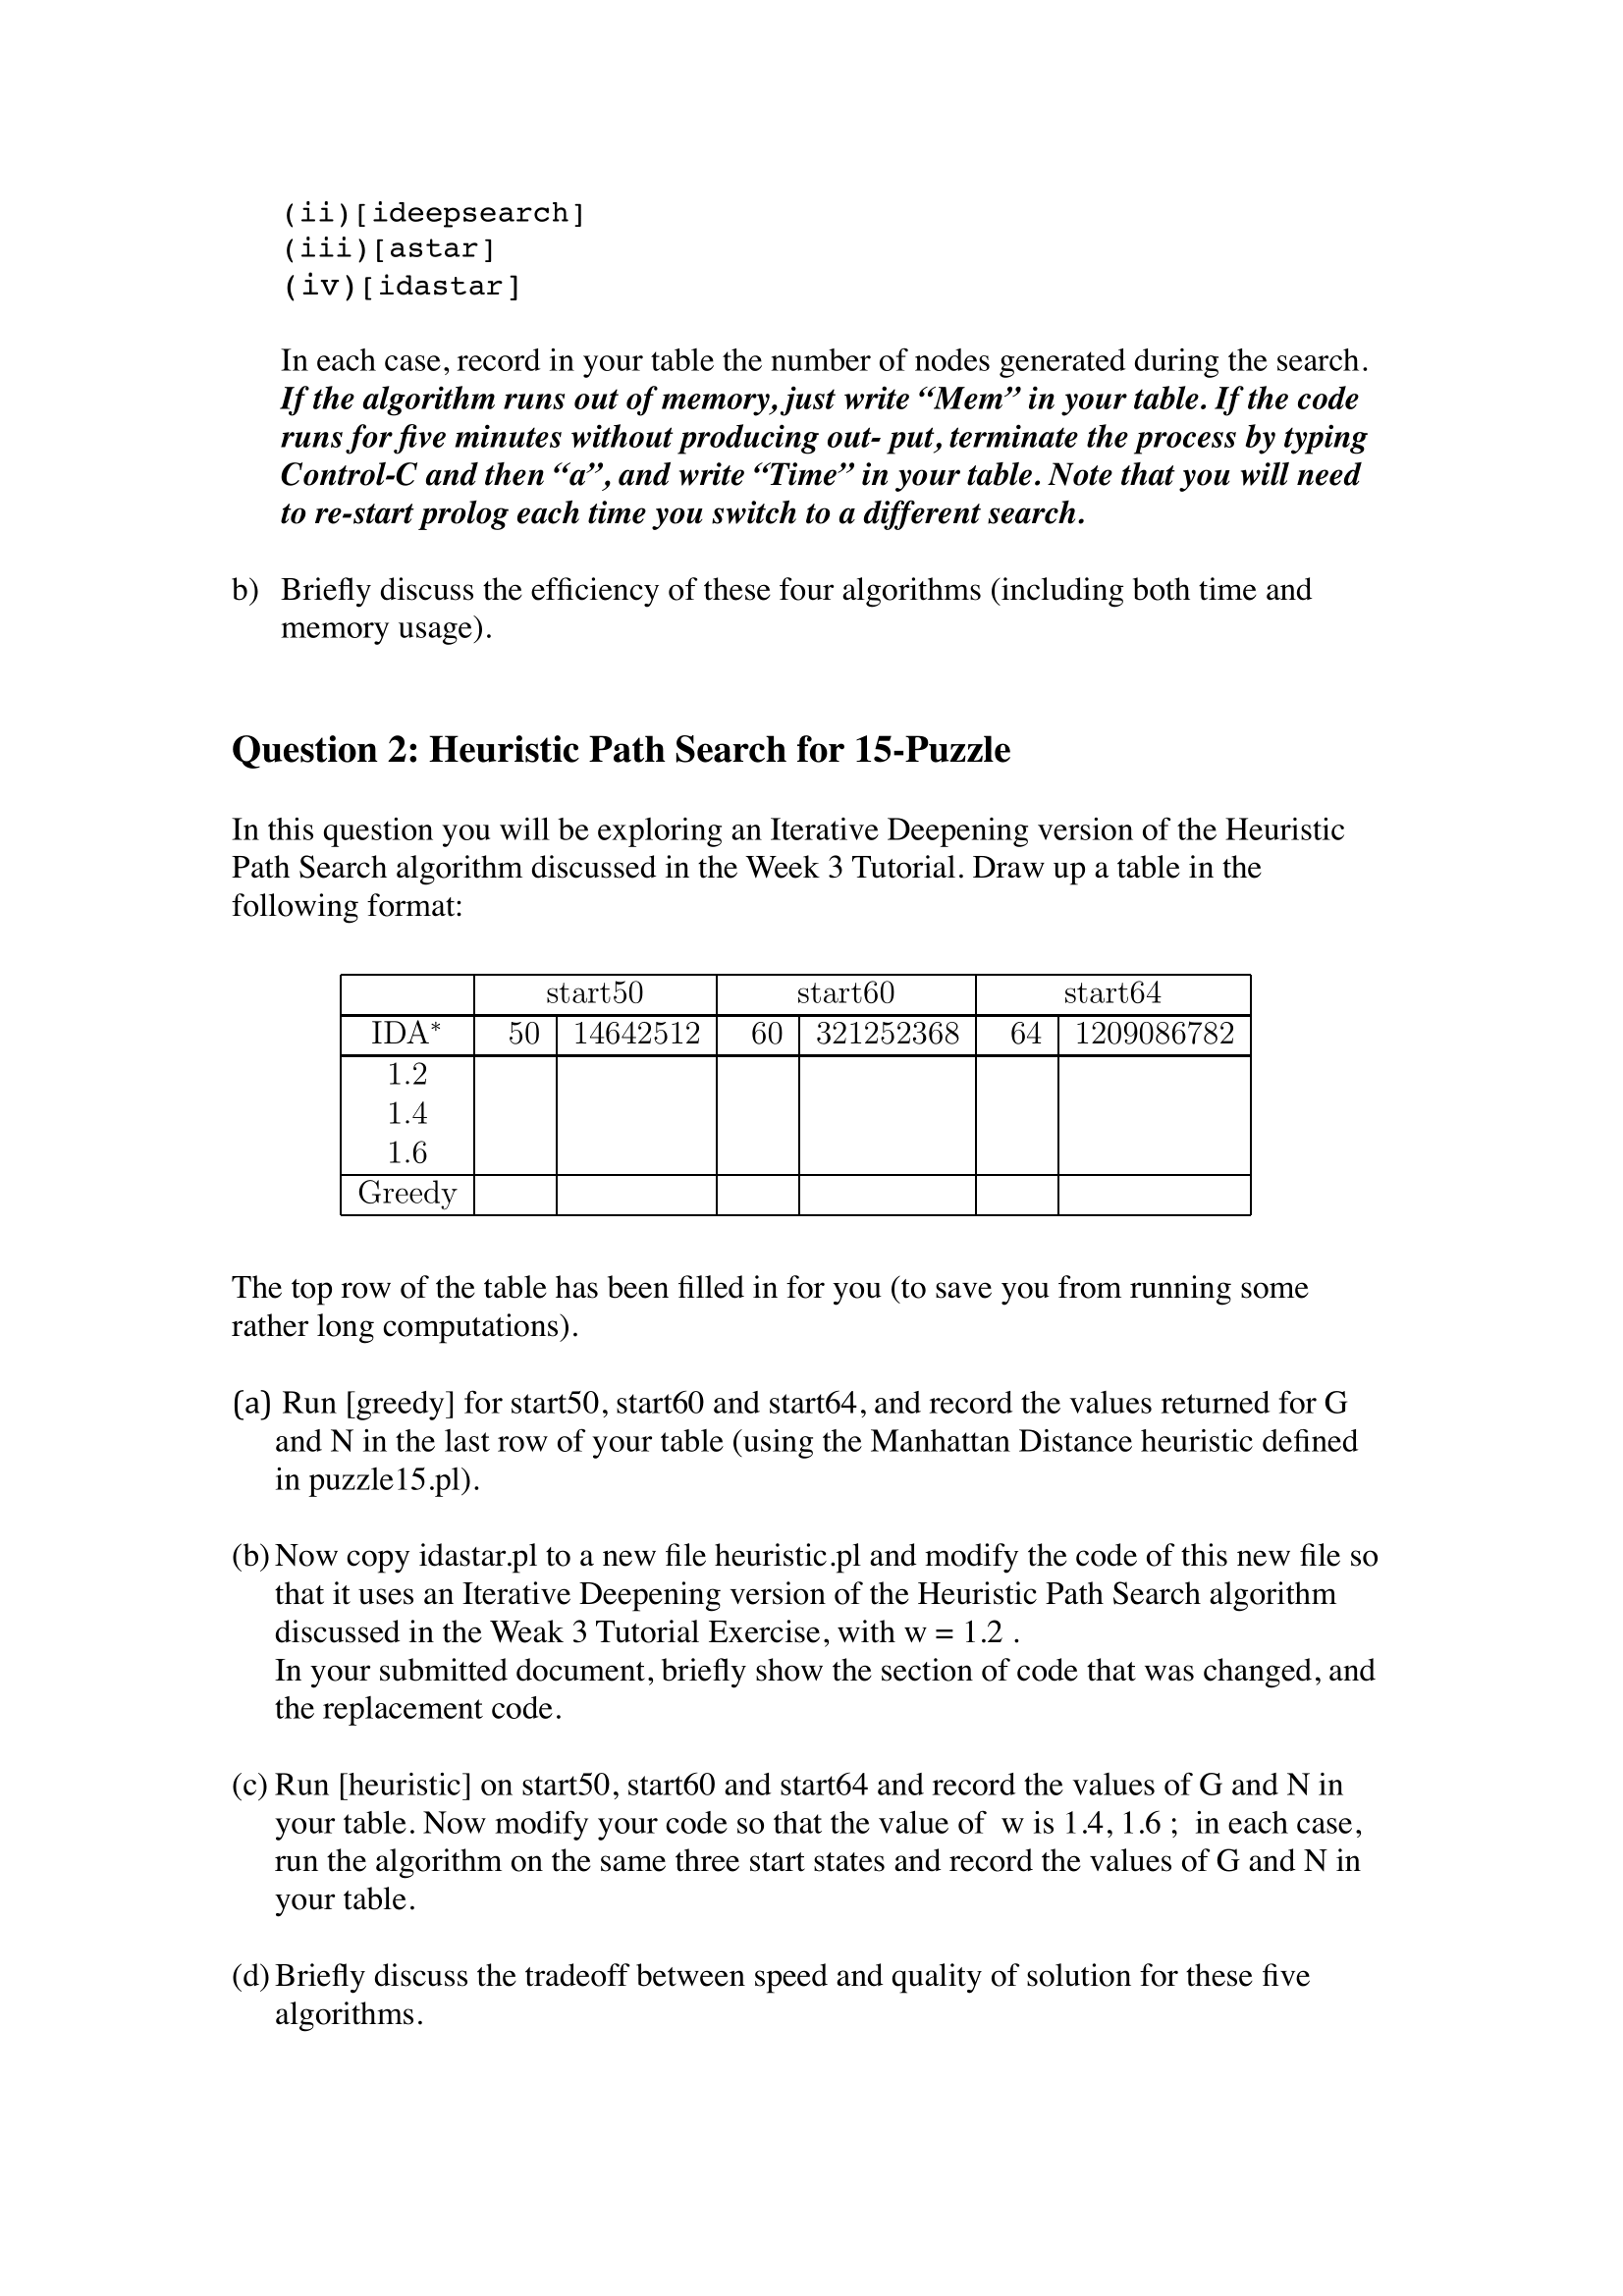 (ii)[ideepsearch]
(iii)[astar]
(iv)[idastar]
In each case, record in your table the number of nodes generated during the search.
If the algorithm runs out of memory, just write “Mem” in your table. If the code
runs for five minutes without producing out- put, terminate the process by typing
Control-C and then “a”, and write “Time” in your table. Note that you will need
to re-start prolog each time you switch to a different search.
b) Briefly discuss the efficiency of these four algorithms (including both time and
memory usage).
Question 2: Heuristic Path Search for 15-Puzzle
In this question you will be exploring an Iterative Deepening version of the Heuristic
Path Search algorithm discussed in the Week 3 Tutorial. Draw up a table in the
following format:
start50 start60 start64
IDA* 50 14642512 60 321252368 64 1209086782
1.2
1.4
1.6
Greedy
The top row of the table has been filled in for you (to save you from running some
rather long computations).
(a) Run [greedy] for start50, start60 and start64, and record the values returned for G
and N in the last row of your table (using the Manhattan Distance heuristic defined
in puzzle15.pl).
(b) Now copy idastar.pl to a new file heuristic.pl and modify the code of this new file so
that it uses an Iterative Deepening version of the Heuristic Path Search algorithm
discussed in the Weak 3 Tutorial Exercise, with w = 1.2 .
In your submitted document, briefly show the section of code that was changed, and
the replacement code.
(c) Run [heuristic] on start50, start60 and start64 and record the values of G and N in
your table. Now modify your code so that the value of w is 1.4, 1.6 ; in each case,
run the algorithm on the same three start states and record the values of G and N in
your table.
(d) Briefly discuss the tradeoff between speed and quality of solution for these five
algorithms.